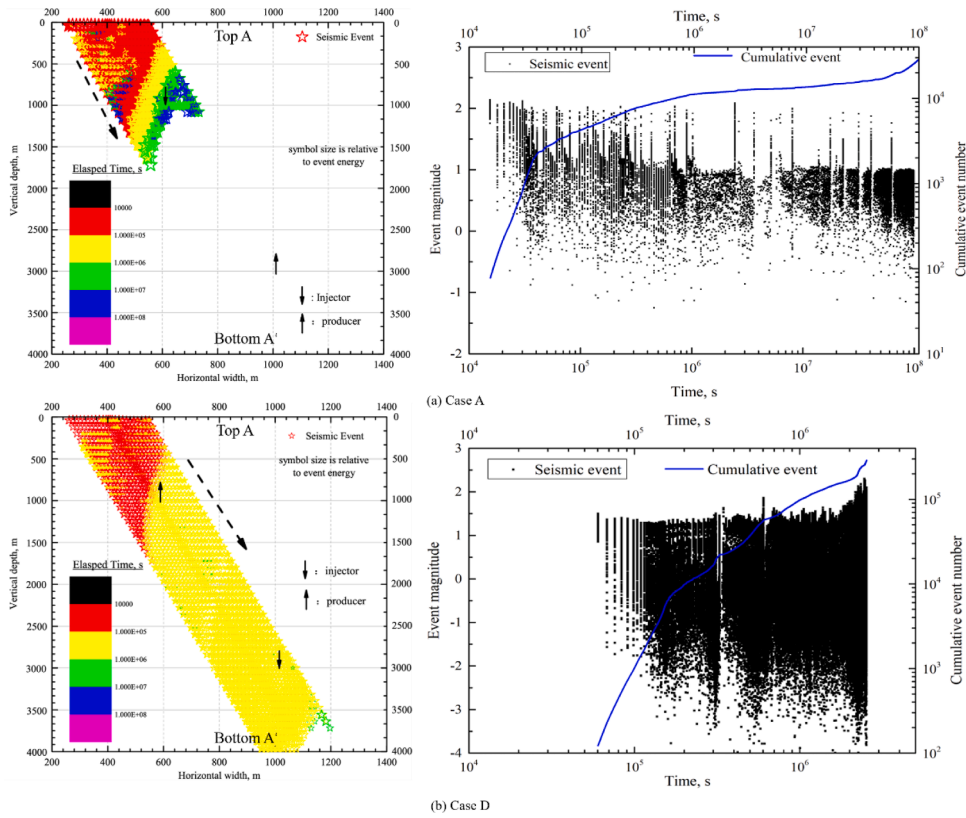 200 400 600 800 1000 1200 1400
0
500
1000
1500
2000
2500
3000
3500
4000
Vertical depth, m
Top A
Seismic Event
symbol size is relative
to event energy
Elasped Time, s
10000
1.000E+05
1.000E+06
1.000E+07
1.000E+08
: Injector
: producer
Bottom A'
0
500
1000
1500
2000
2500
3000
3500
4000
200 400 600 800 1000 1200 1400
Horizontal width, m
Time, s
10^4 10^5 10^6 10^7 10^8
Seismic event
Cumulative event
3
2
1
0
-1
-2
Event magnitude
10^4
10^3
10^2
10^1
Cumulative event number
10^4 10^5 10^6 10^7 10^8
Time, s
(a) Case A
200 400 600 800 1000 1200 1400
0
500
1000
1500
2000
2500
3000
3500
4000
Vertical depth, m
Top A
Seismic Event
symbol size is relative
to event energy
Elasped Time, s
10000
1.000E+05
1.000E+06
1.000E+07
1.000E+08
: injector
: producer
Bottom A'
0
500
1000
1500
2000
2500
3000
3500
4000
200 400 600 800 1000 1200 1400
Horizontal width, m
Time, s
10^4 10^5 10^6
Seismic event
Cumulative event
3
2
1
0
-1
-2
-3
-4
Event magnitude
10^5
10^4
10^3
10^2
Cumulative event number
10^4 10^5 10^6
Time, s
(b) Case D